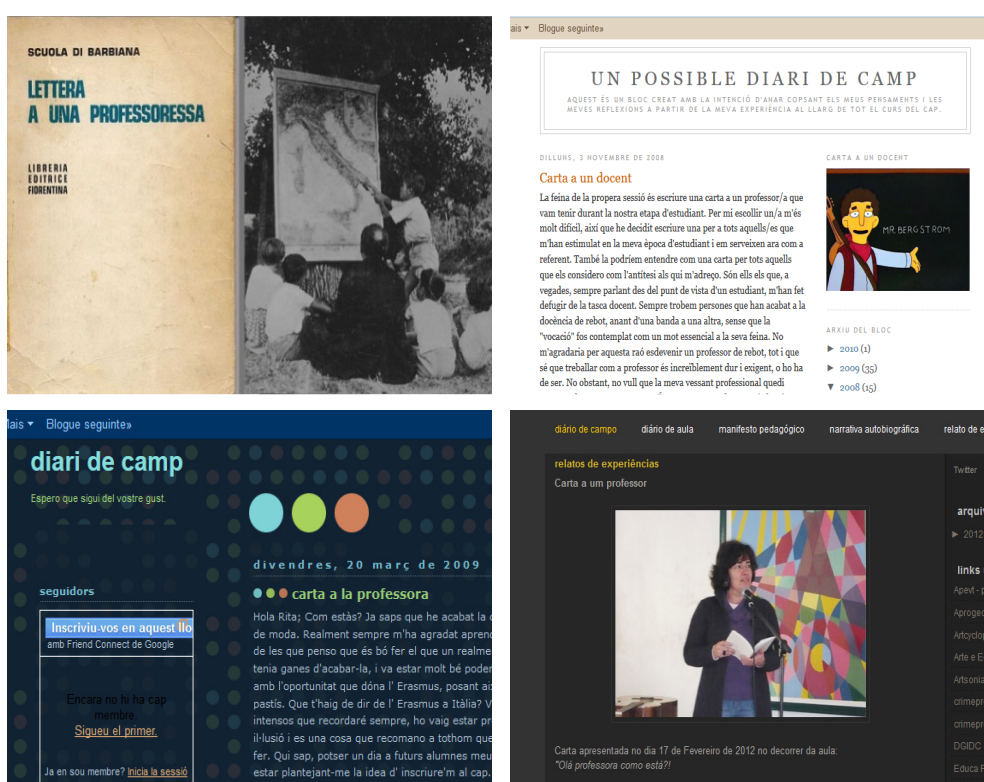 SCUOLA DI BARBIANA
LETTERA
A UNA PROFESSORESSA
LIBRERIA
EDITRICE
FIORENTINA
ais Blogue seguinte»
UN POSSIBLE DIARI DE CAMP
AQUEST ÉS UN BLOC CREAT AMB LA INTENCIÓ D'ANAR COPSANT ELS MEUS PENSAMENTS I LES
MEVES REFLEXIONS A PARTIR DE LA MEVA EXPERIÈNCIA AL LLARG DE TOT EL CURS DEL CAP.
DILLUNS, 3 NOVEMBRE DE 2008
Carta a un docent
La feina de la propera sessió és escriure una carta a un professor/a que
vam tenir durant la nostra etapa d'estudiant. Per mi escollir un/a m'és
molt difícil, així que he decidit escriure una per a tots aquells/es que
m'han estimulat en la meva època d'estudiant i em serveixen ara com a
referent. També la podríem entendre com una carta per tots aquells
que els considero com l'antítesi als qui m'adreço. Són ells els que, a
vegades, sempre parlant des del punt de vista d'un estudiant, m'han fet
defugir de la tasca docent. Sempre trobem persones que han acabat a la
docència de rebot, anant d'una banda a una altra, sense que la
"vocació" fos contemplat com un mot essencial a la seva feina. No
m'agradaria per aquesta raó esdevenir un professor de rebot, tot i que
sé que treballar com a professor és increïblement dur i exigent, o ho ha
de ser. No obstant, no vull que la meva vessant professional quedi
CARTA A UN DOCENT
MR. BERGSTROM
ARXIU DEL BLOC
► 2010 (1)
► 2009 (35)
▼ 2008 (15)
Mais Blogue seguinte»
diari de camp
Espero que sigui del vostre gust.
seguidors
Inscriviu-vos en aquest llo
amb Friend Connect de Google
Encara no hi ha cap
membre.
Sigueu el primer.
Ja en sou membre? Inicia la sessió
divendres, 20 març de 2009
carta a la professora
Hola Rita; Com estàs? Ja saps que he acabat la
de moda. Realment sempre m'ha agradat apren
de les que penso que és bó fer el que un realme
tenia ganes d'acabar-la, i va estar molt bé poder
amb l'oportunitat que dóna l' Erasmus, posant
pastís. Que t'haig de dir de l' Erasmus a Itàlia? V
intensos que recordaré sempre, ho vaig estar pr
il·lusió i es una cosa que recomano a tothom que
fer. Qui sap, potser un dia a futurs alumnes meu
estar plantejant-me la idea d' inscriure'm al cap.
diário de campo diário de aula manifesto pedagógico narrativa autobiográfica relato de e
relatos de experiências
Carta a um professor
Carta apresentada no dia 17 de Fevereiro de 2012 no decorrer da aula:
"Olá professora como está?!
Twitter
arqui
► 2012
links
Apevt - p
Aproged
Artcyclop
Arte e E
Artsonia
crimepr
crimepr
DGIDC
Educa